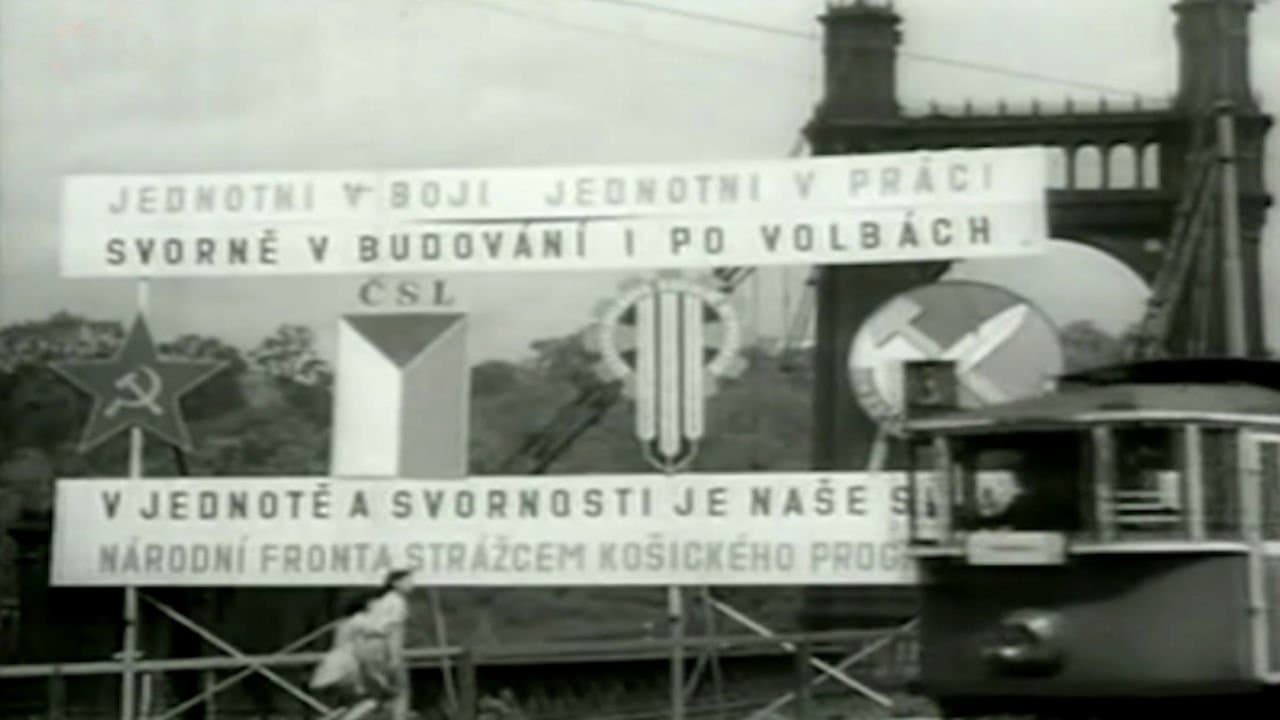 JEDNOTNI V BOJI JEDNOTNI V PRÁCI
SVORNĚ V BUDOVÁNÍ I PO VOLBÁCH
ČSL
V JEDNOTĚ A SVORNOSTI JE NAŠE
NÁRODNÍ FRONTA STRÁŽCEM KOŠICKÉHO